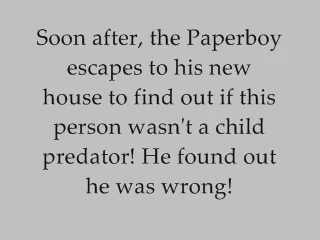 Soon after, the Paperboy
escapes to his new
house to find out if this
person wasn't a child
predator! He found out
he was wrong!